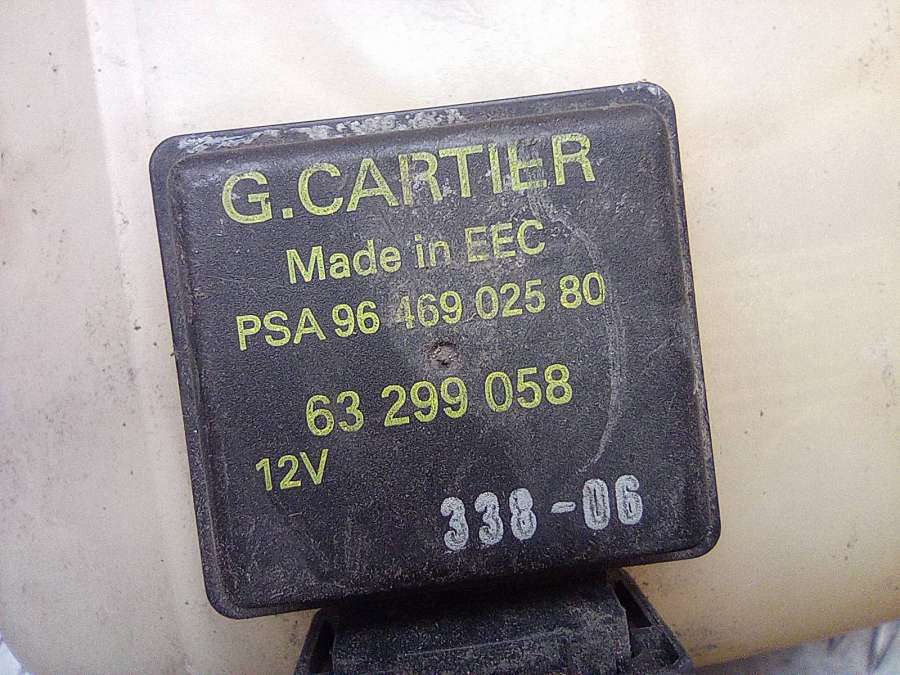 G.CARTIER
Made in EEC
PSA 96 469 025 80
63 299 058
12V
338-06